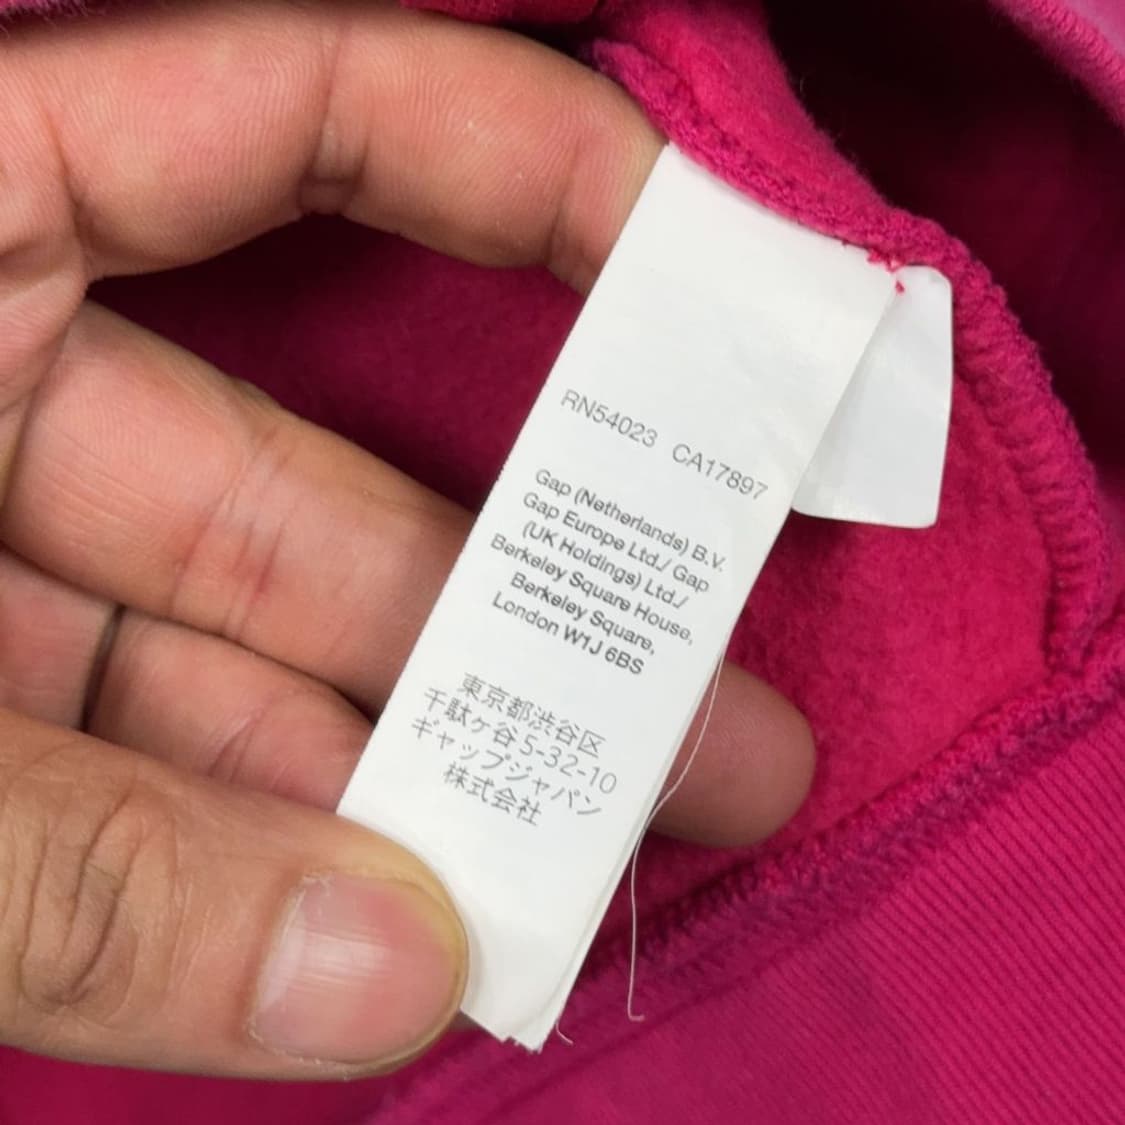 RN54023 CA17897
Gap (Netherlands) B.V.
Gap Europe Ltd./ Gap
(UK Holdings) Ltd./
Berkeley Square House,
Berkeley Square,
London W1J 6BS
東京都渋谷区
千駄ケ谷5-32-10
ギャップジャパン
株式会社